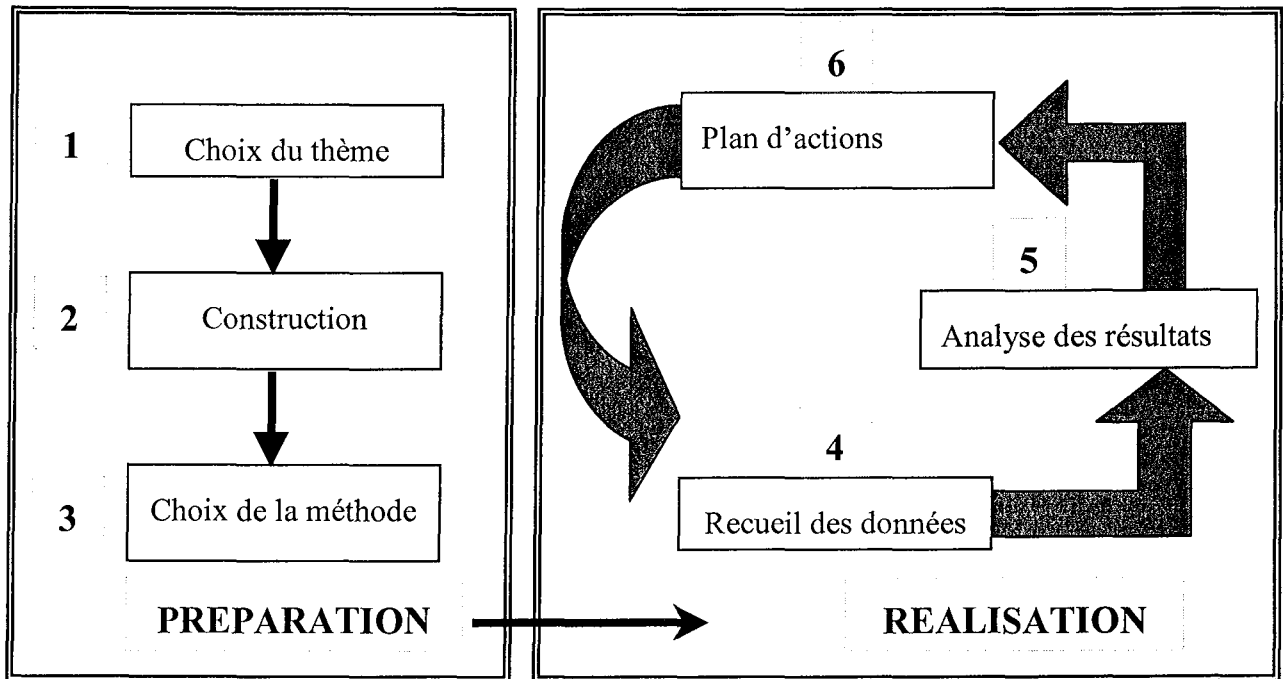 1
Choix du thème
2
Construction
3
Choix de la méthode
PREPARATION
6
Plan d'actions
5
Analyse des résultats
4
Recueil des données
REALISATION